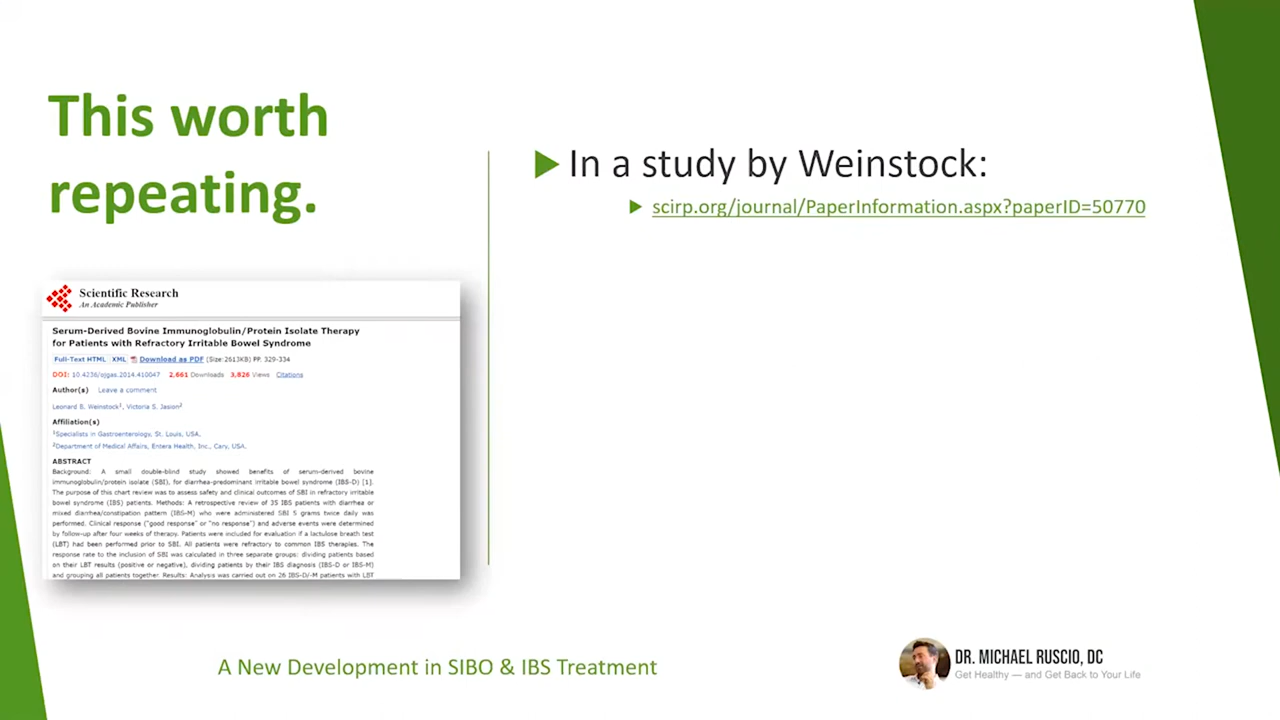 This worth
repeating.
In a study by Weinstock:
scirp.org/journal/PaperInformation.aspx?paperID=50770
Scientific Research
An Academic Publisher
Serum-Derived Bovine Immunoglobulin/Protein Isolate Therapy
for Patients with Refractory Irritable Bowel Syndrome
Full-Text HTML XML Download as PDF (Size:2613KB) PP. 329-334
DOI: 10.4236/ojgas.2014.410047 2,661 Downloads 3,826 Views Citations
Author(s) Leave a comment
Leonard B. Weinstock1, Victoria S. Jasion2
Affiliation(s)
1Specialists in Gastroenterology, St. Louis, USA.
2Department of Medical Affairs, Entera Health, Inc., Cary, USA.
ABSTRACT
Background: A small double-blind study showed benefits of serum-derived bovine
immunoglobulin/protein isolate (SBI), for diarrhea-predominant irritable bowel syndrome (IBS-D) [1].
The purpose of this chart review was to assess safety and clinical outcomes of SBI in refractory irritable
bowel syndrome (IBS) patients. Methods: A retrospective review of 35 IBS patients with diarrhea or
mixed diarrhea/constipation pattern (IBS-M) who were administered SBI 5 grams twice daily was
performed. Clinical response ("good response" or "no response") and adverse events were determined
by follow-up after four weeks of therapy. Patients were included for evaluation if a lactulose breath test
(LBT) had been performed prior to SBI. All patients were refractory to common IBS therapies. The
response rate to the inclusion of SBI was calculated in three separate groups: dividing patients based
on their LBT results (positive or negative), dividing patients by their IBS diagnosis (IBS-D or IBS-M)
and grouping all patients together. Results: Analysis was carried out on 26 IBS-D/-M patients with LBT
A New Development in SIBO & IBS Treatment
DR. MICHAEL RUSCIO, DC
Get Healthy — and Get Back to Your Life